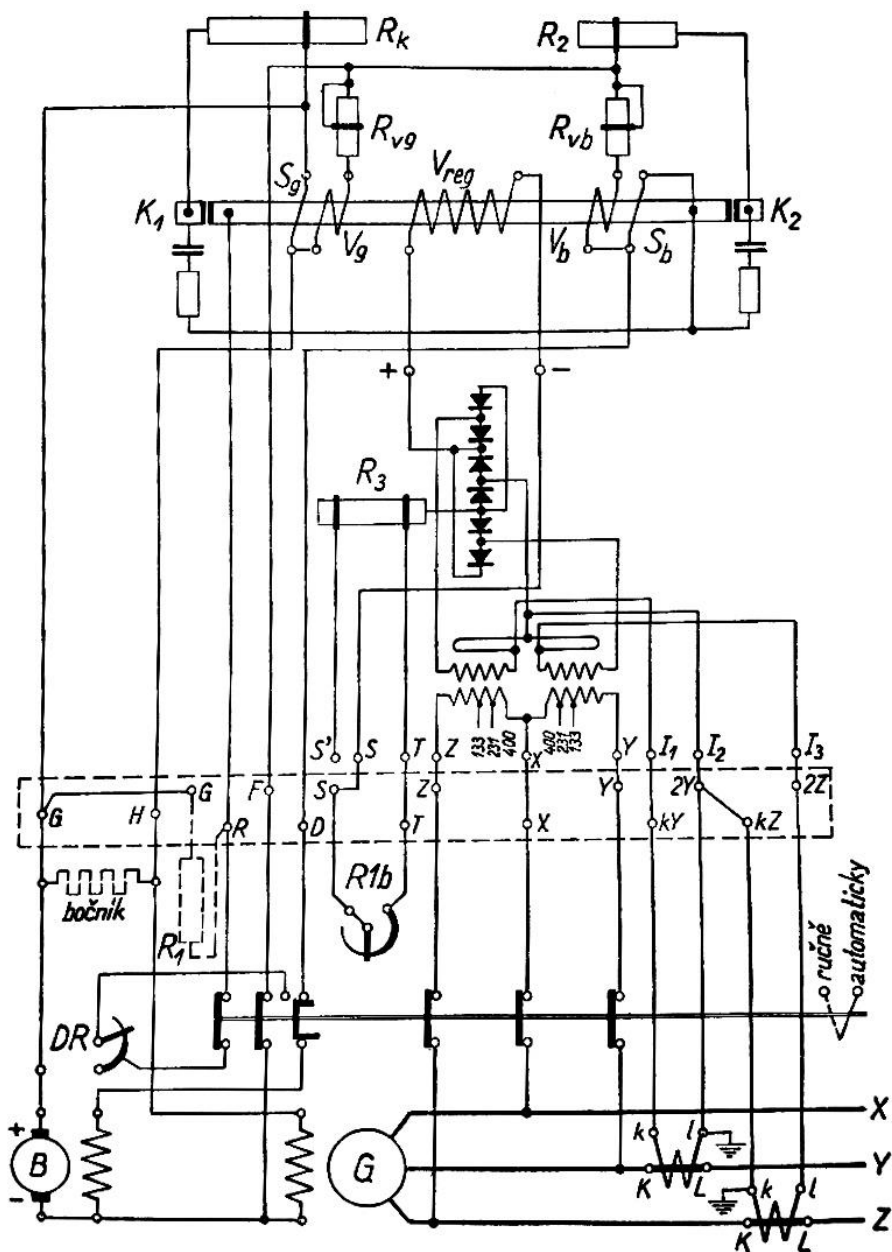 Rk R2
Rvg Rvb
Sg Vreg
K1 Vg Vb Sb K2
+ -
R3
133 231 400 400 231 133
S' S T Z X Y I1 I2 I3
G G H R F D S T Z X Y kY 2Y kZ 2Z
R1b
bočník
R1
ručně
automaticky
DR
X
k l
+ B - G K L Y
k l
K L Z